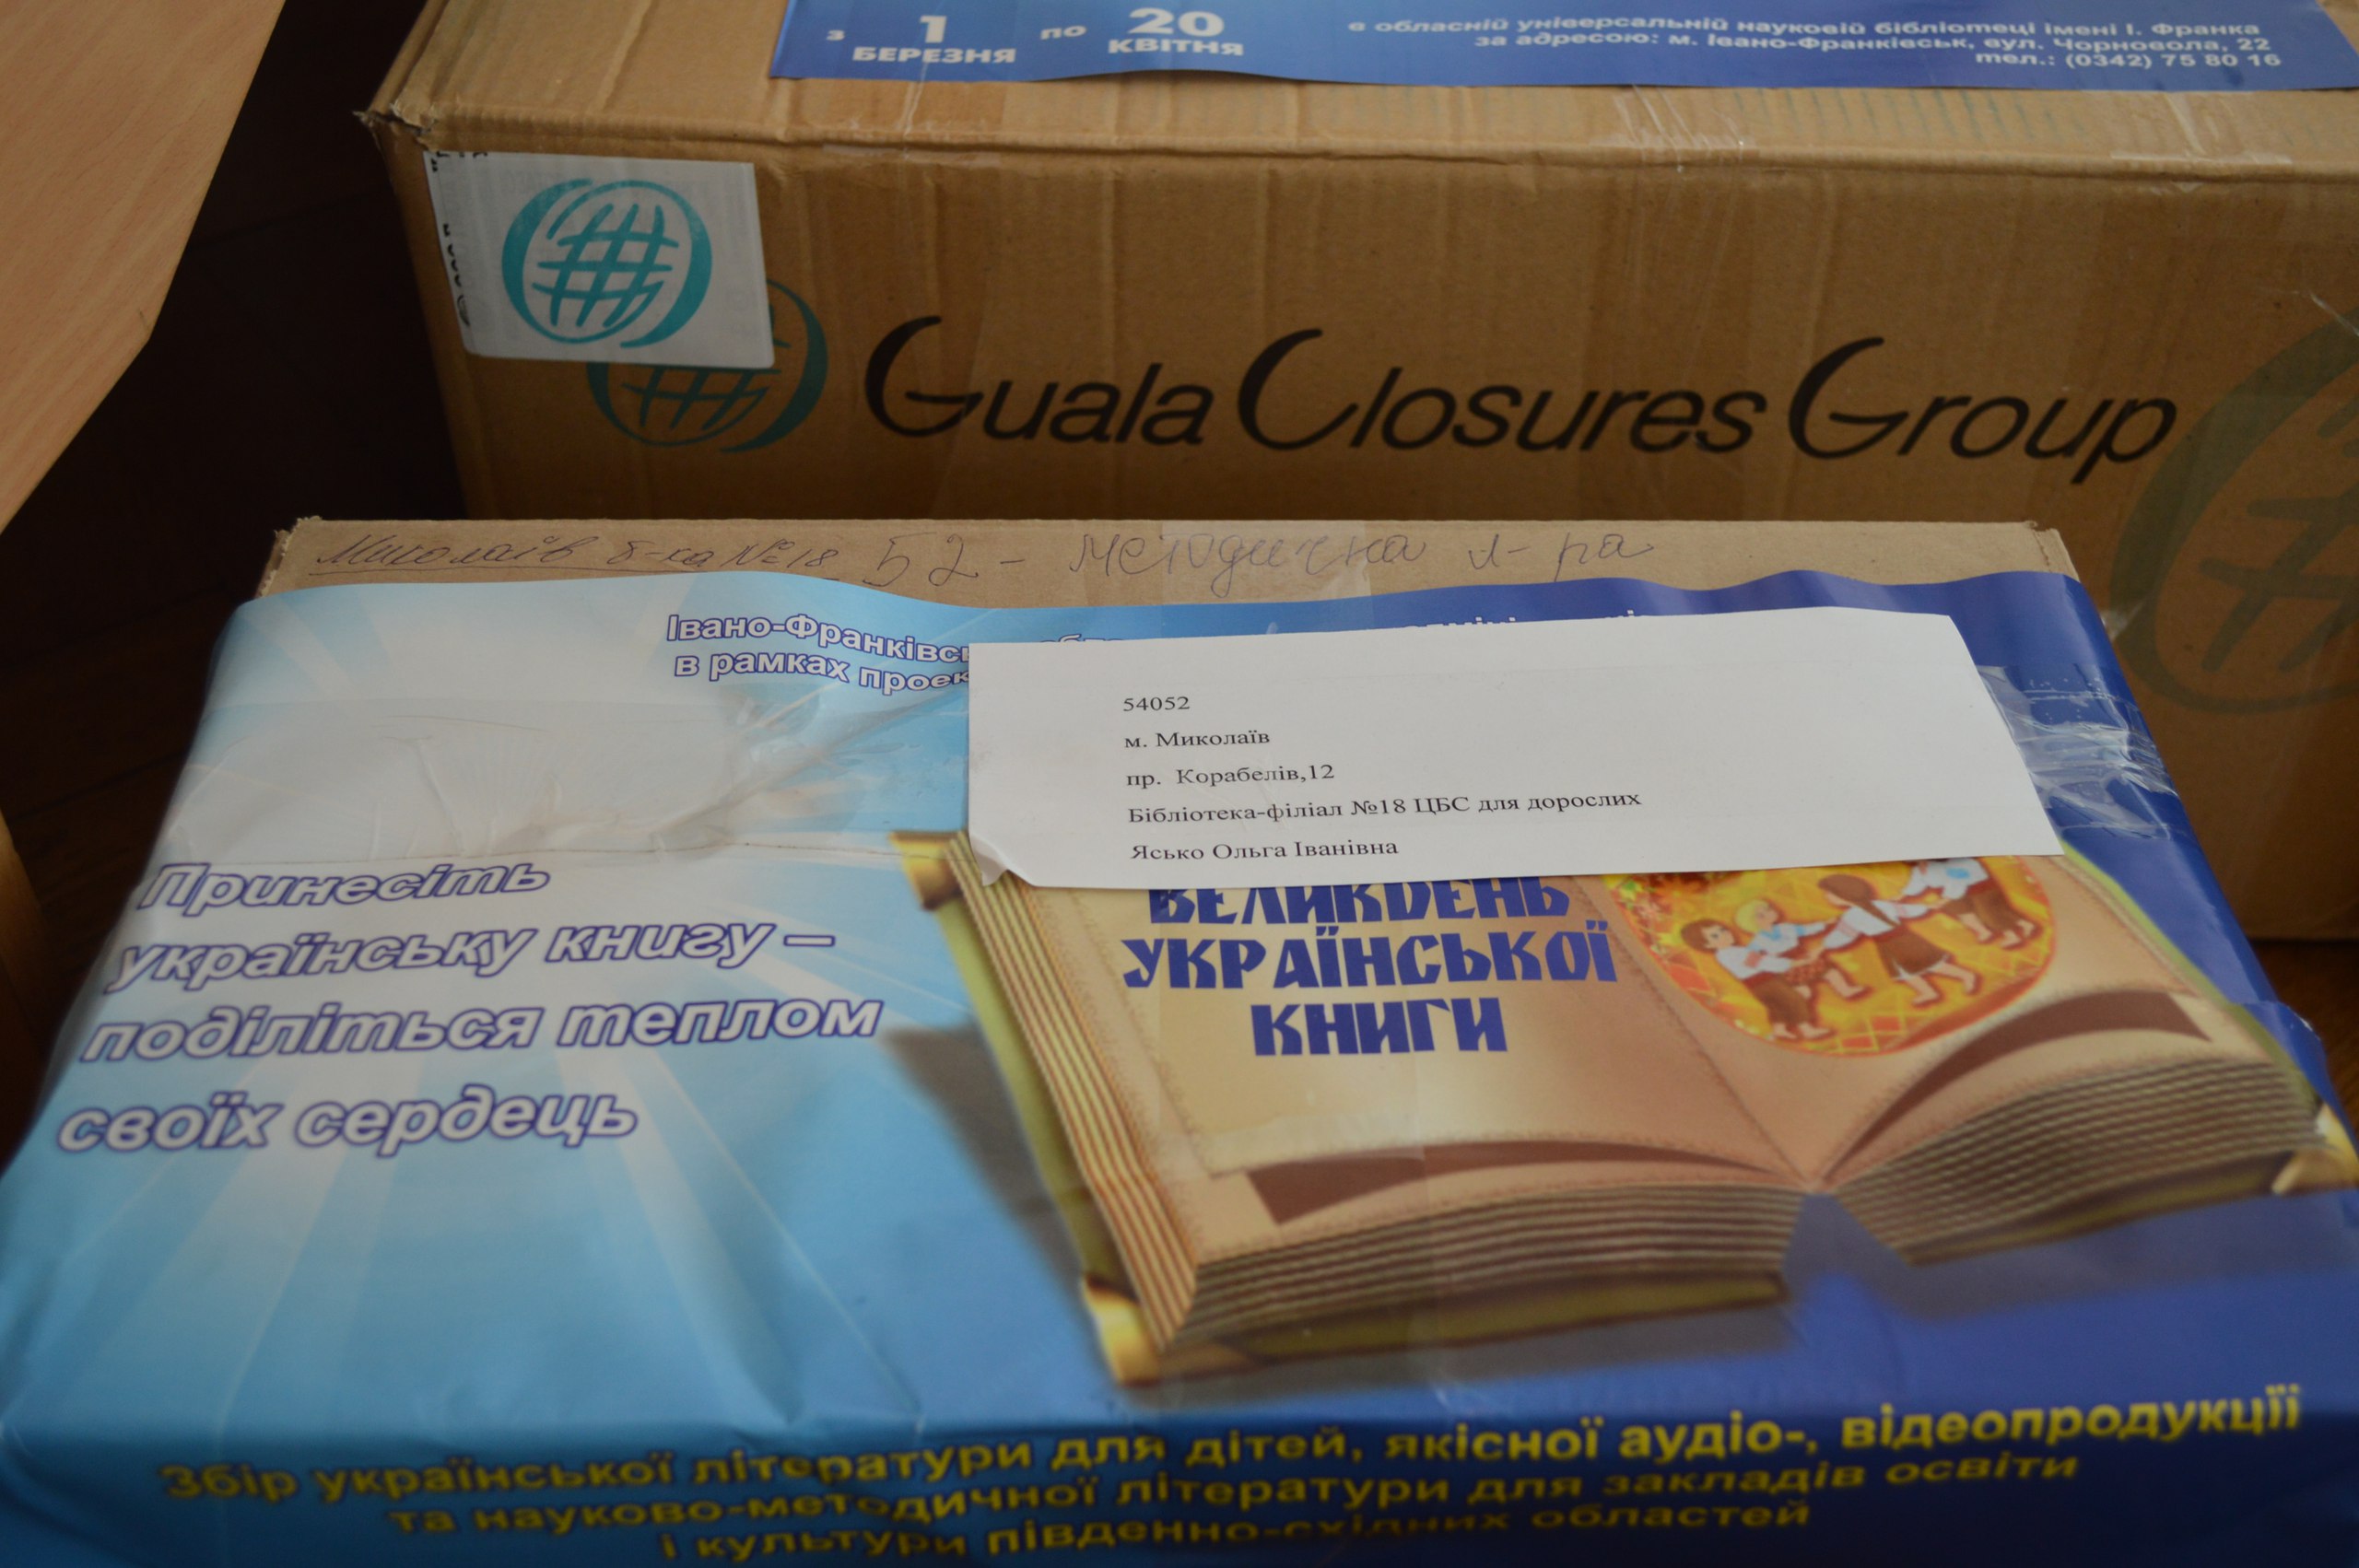 з 1 БЕРЕЗНЯ по 20 КВІТНЯ
в обласній універсальній науковій бібліотеці імені І. Франка
за адресою: м. Івано-Франківськ, вул. Чорновола, 22
тел.: (0342) 75 80 16
Guala Closures Group
Миколаїв б-ка №18 52 - методична л-ра
в рамках
54052
м. Миколаїв
пр. Корабелів,12
Бібліотека-філіал №18 ЦБС для дорослих
Ясько Ольга Іванівна
Принесіть
українську книгу –
поділіться теплом
своїх сердець
ВЕЛИКДЕНЬ
УКРАЇНСЬКОЇ
КНИГИ
Збір української літератури для дітей, якісної аудіо-, відеопродукції
та науково-методичної літератури для закладів освіти
і культури південно-східних областей